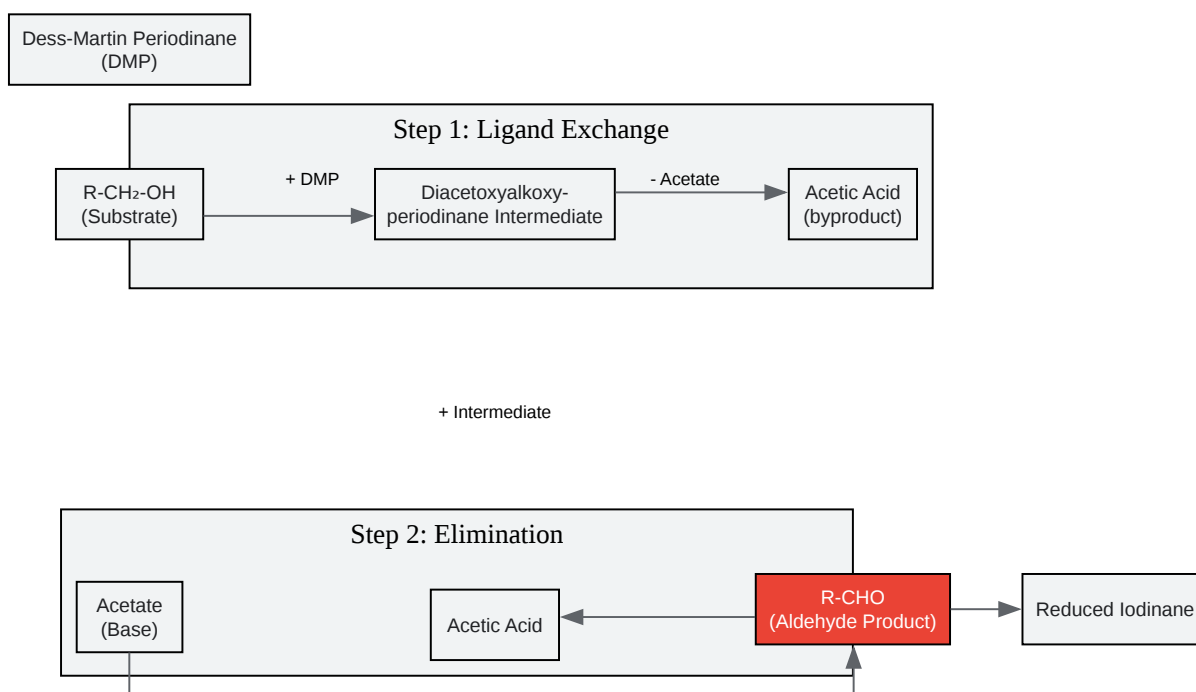 Dess-Martin Periodinane
(DMP)
Step 1: Ligand Exchange
R-CH₂-OH
(Substrate)
+ DMP
Diacetoxyalkoxy-
periodinane Intermediate
- Acetate
Acetic Acid
(byproduct)
+ Intermediate
Step 2: Elimination
Acetate
(Base)
Acetic Acid
R-CHO
(Aldehyde Product)
Reduced Iodinane